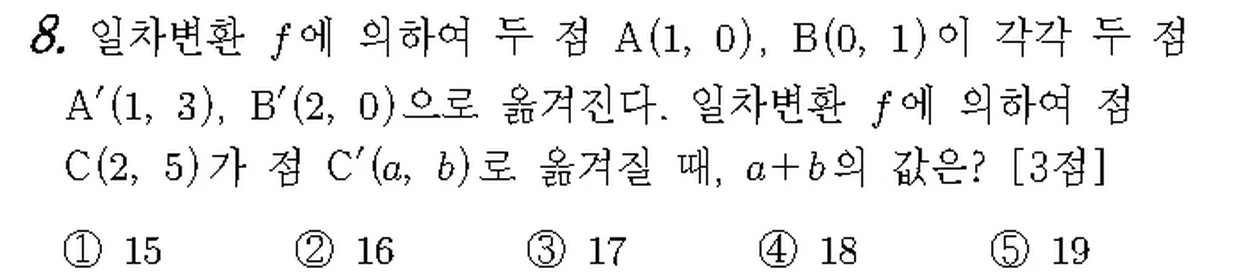 8. 일차변환 f에 의하여 두 점 A(1, 0), B(0, 1)이 각각 두 점
A′(1, 3), B′(2, 0)으로 옮겨진다. 일차변환 f에 의하여 점
C(2, 5)가 점 C′(a, b)로 옮겨질 때, a+b의 값은? [3점]
① 15 ② 16 ③ 17 ④ 18 ⑤ 19